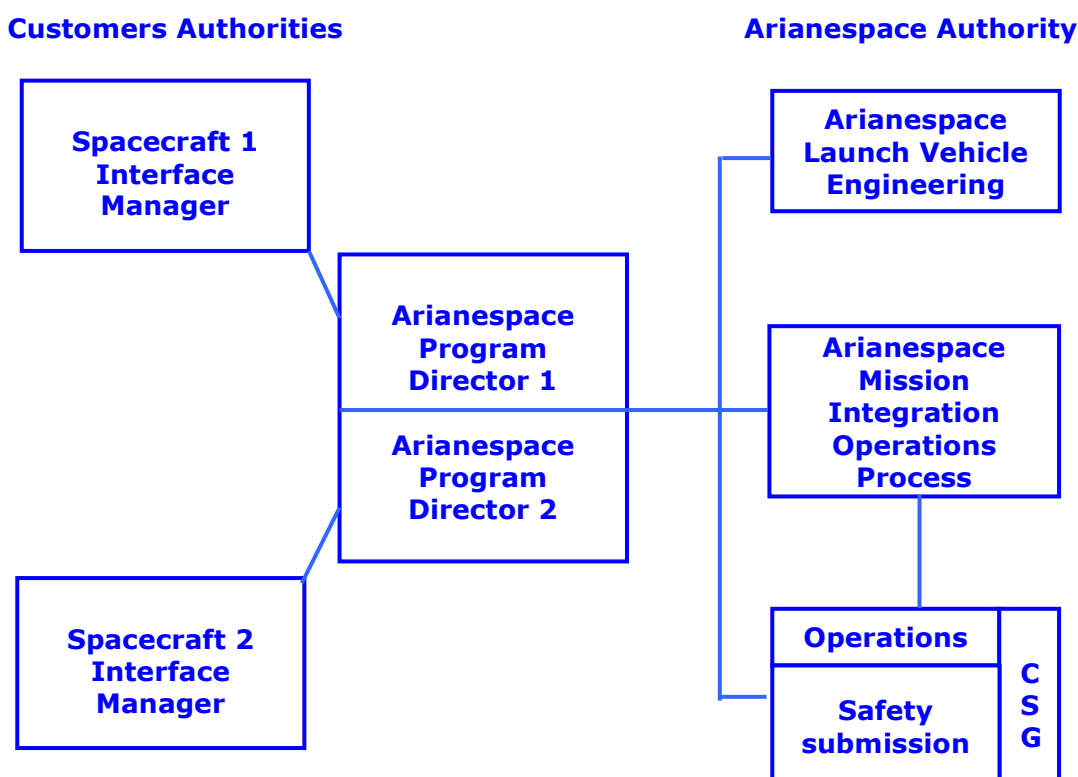 Customers Authorities
Arianespace Authority
Spacecraft 1
Interface
Manager
Arianespace
Launch Vehicle
Engineering
Arianespace
Program
Director 1
Arianespace
Program
Director 2
Arianespace
Mission
Integration
Operations
Process
Spacecraft 2
Interface
Manager
Operations
Safety
submission
C
S
G